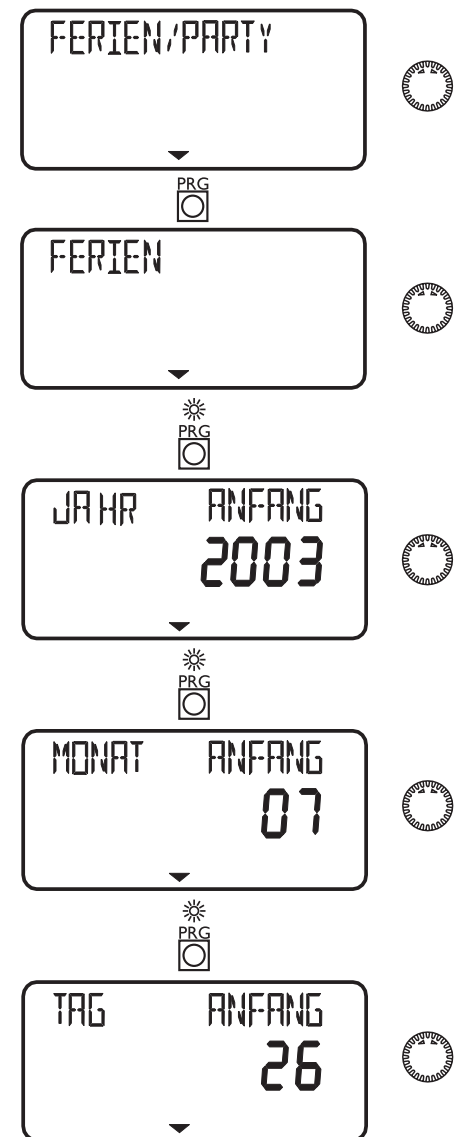 FERIEN/PARTY
PRG
FERIEN
PRG
JAHR ANFANG
2003
PRG
MONAT ANFANG
07
PRG
TAG ANFANG
26